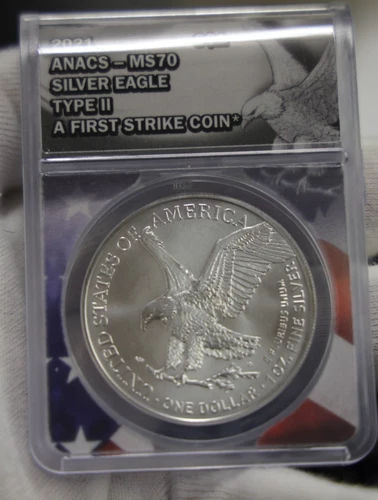 2021 $1
ANACS – MS70
SILVER EAGLE
TYPE II
A FIRST STRIKE COIN*
UNITED STATES OF AMERICA
E PLURIBUS UNUM
1 OZ. FINE SILVER
· ONE DOLLAR ·